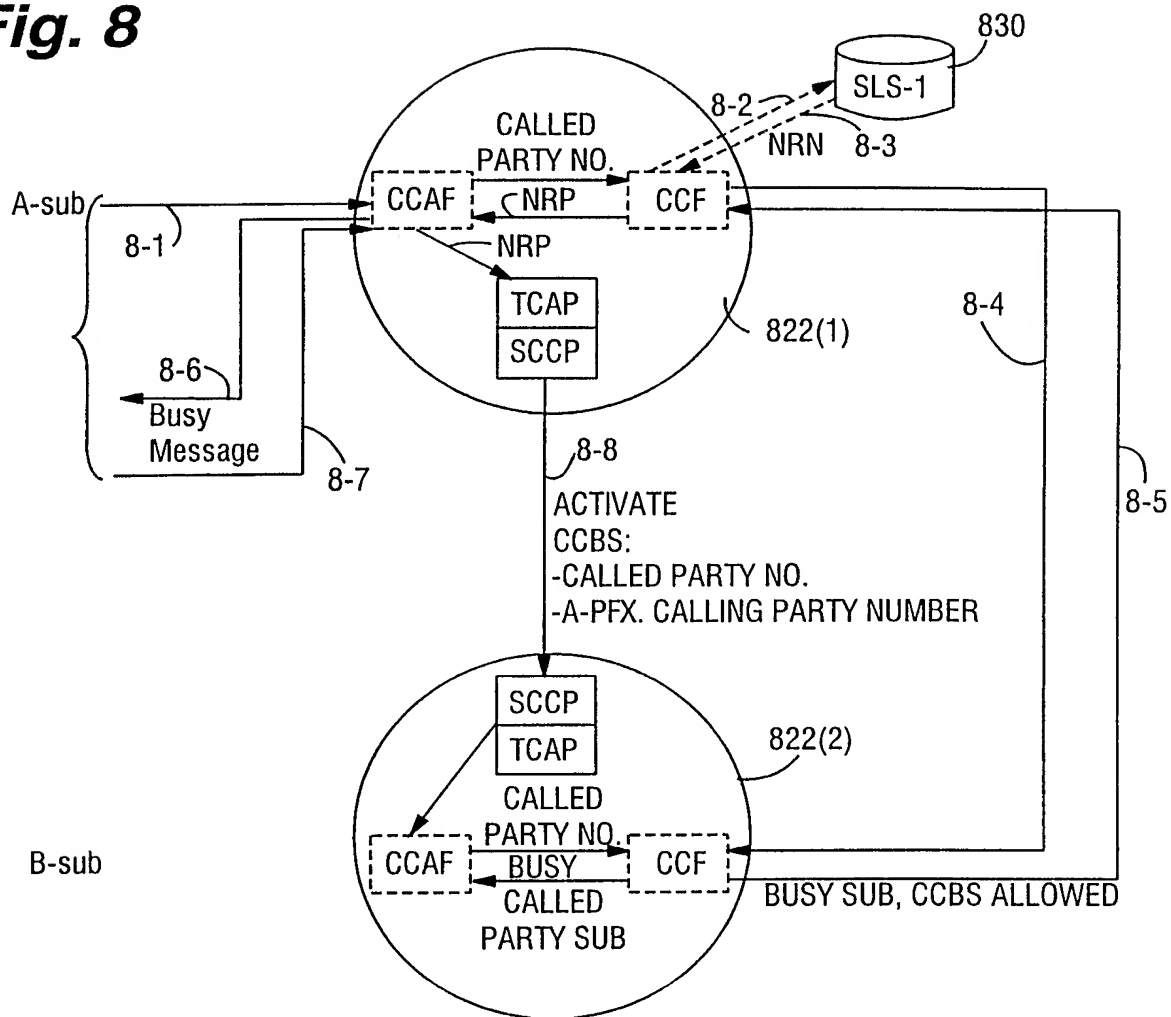 Fig. 8
830
SLS-1
8-2
CALLED
PARTY NO.
NRN
8-3
A-sub
CCAF
CCF
NRP
8-1
NRP
TCAP
SCCP
822(1)
8-4
8-6
Busy
Message
8-7
8-8
8-5
ACTIVATE
CCBS:
-CALLED PARTY NO.
-A-PFX. CALLING PARTY NUMBER
SCCP
TCAP
822(2)
CALLED
PARTY NO.
B-sub
CCAF
BUSY
CCF
CALLED
PARTY SUB
BUSY SUB, CCBS ALLOWED